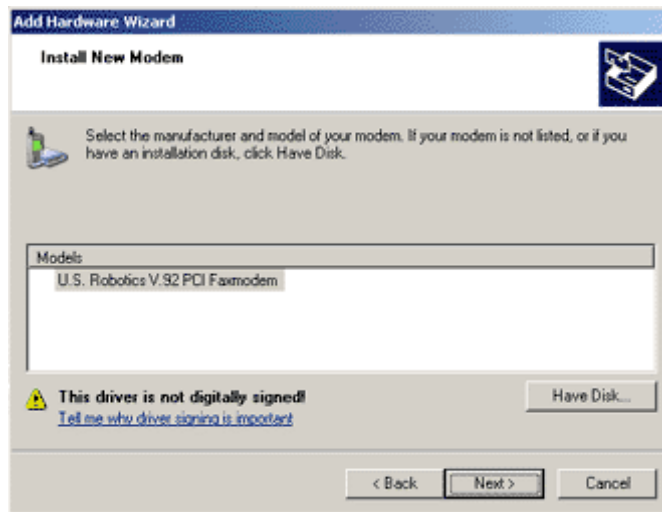 Add Hardware Wizard
Install New Modem
Select the manufacturer and model of your modem. If your modem is not listed, or if you
have an installation disk, click Have Disk.
Models
U.S. Robotics V.92 PCI Faxmodem
This driver is not digitally signed!
Tell me why driver signing is important
Have Disk...
< Back
Next >
Cancel